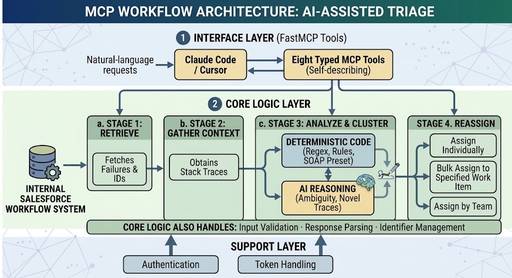 MCP WORKFLOW ARCHITECTURE: AI-ASSISTED TRIAGE
1 INTERFACE LAYER (FastMCP Tools)
Natural-language
requests
Claude Code
/ Cursor
Eight Typed MCP Tools
(Self-describing)
2 CORE LOGIC LAYER
a. STAGE 1:
RETRIEVE
Fetches
Failures &
IDs
b. STAGE 2:
GATHER CONTEXT
Obtains
Stack Traces
c. STAGE 3: ANALYZE & CLUSTER
DETERMINISTIC CODE
(Regex, Rules,
SOAP Preset)
AI REASONING
(Ambiguity, Novel
Traces)
STAGE 4. REASSIGN
Assign
Individually
Bulk Assign to
Specified Work
Item
Assign by Team
INTERNAL
SALESFORCE
WORKFLOW SYSTEM
CORE LOGIC ALSO HANDLES: Input Validation · Response Parsing · Identifier Management
SUPPORT LAYER
Authentication
Token Handling